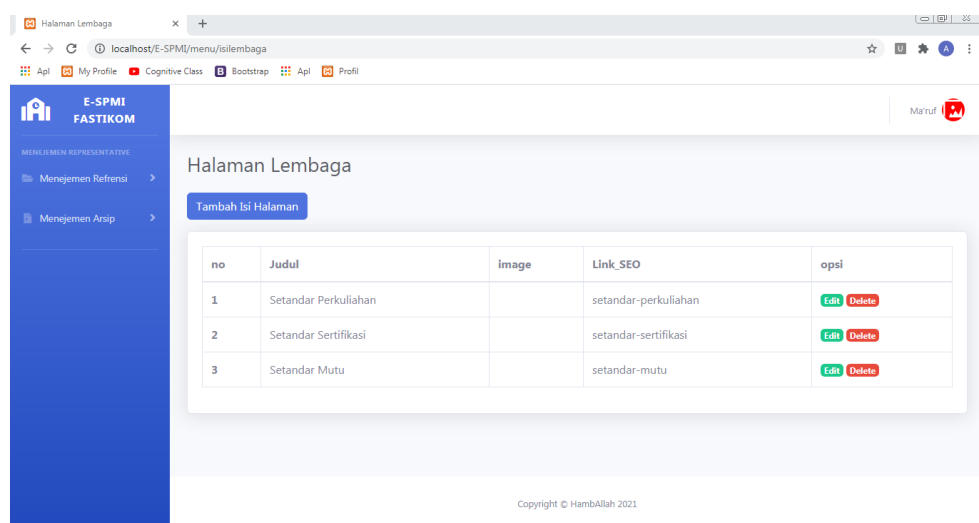 Halaman Lembaga
localhost/E-SPMI/menu/isilembaga
U
A
Apl My Profile Cognitive Class B Bootstrap Apl Profil
E-SPMI
FASTIKOM
Ma'ruf
MENEJEMEN REPRESENTATIVE
Menejemen Refrensi
Menejemen Arsip
Halaman Lembaga
Tambah Isi Halaman
no Judul image Link_SEO opsi
1 Setandar Perkuliahan setandar-perkuliahan Edit Delete
2 Setandar Sertifikasi setandar-sertifikasi Edit Delete
3 Setandar Mutu setandar-mutu Edit Delete
Copyright © HambAllah 2021